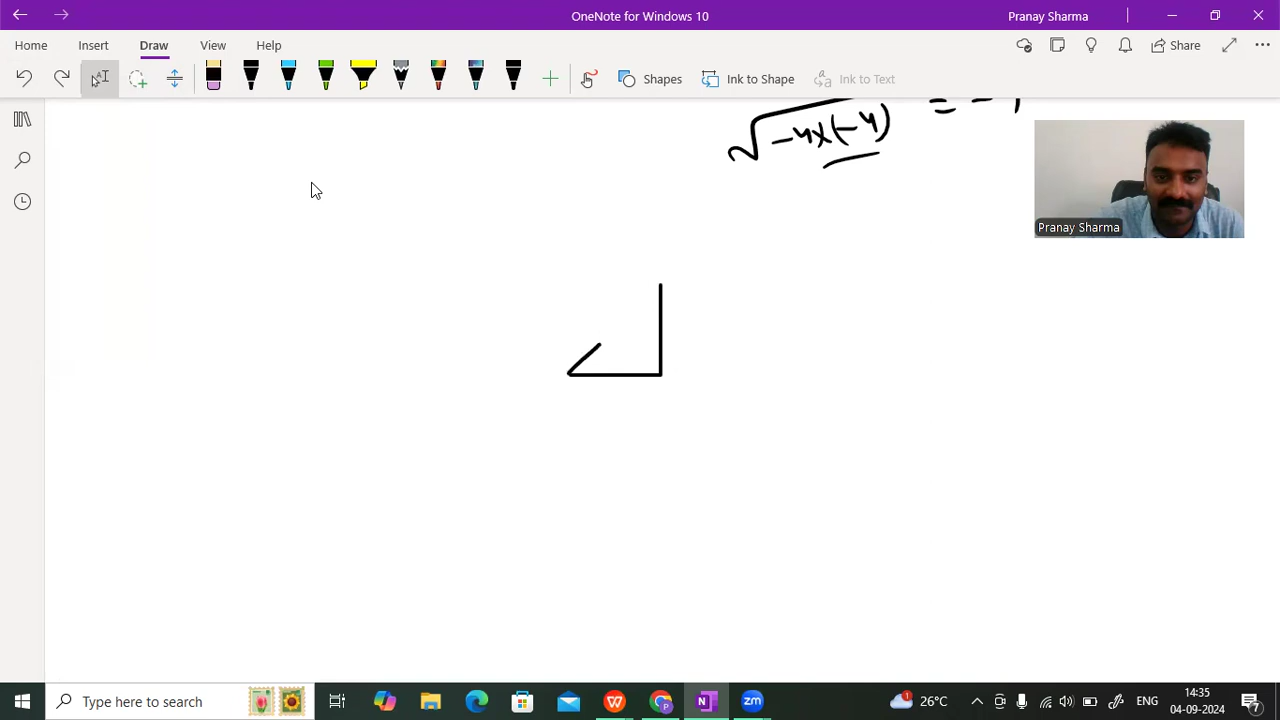 OneNote for Windows 10
Pranay Sharma
Home Insert Draw View Help
Share
Shapes
Ink to Shape
Ink to Text
√-4x(-4) = -
Pranay Sharma
Type here to search
26°C
ENG
14:35
04-09-2024